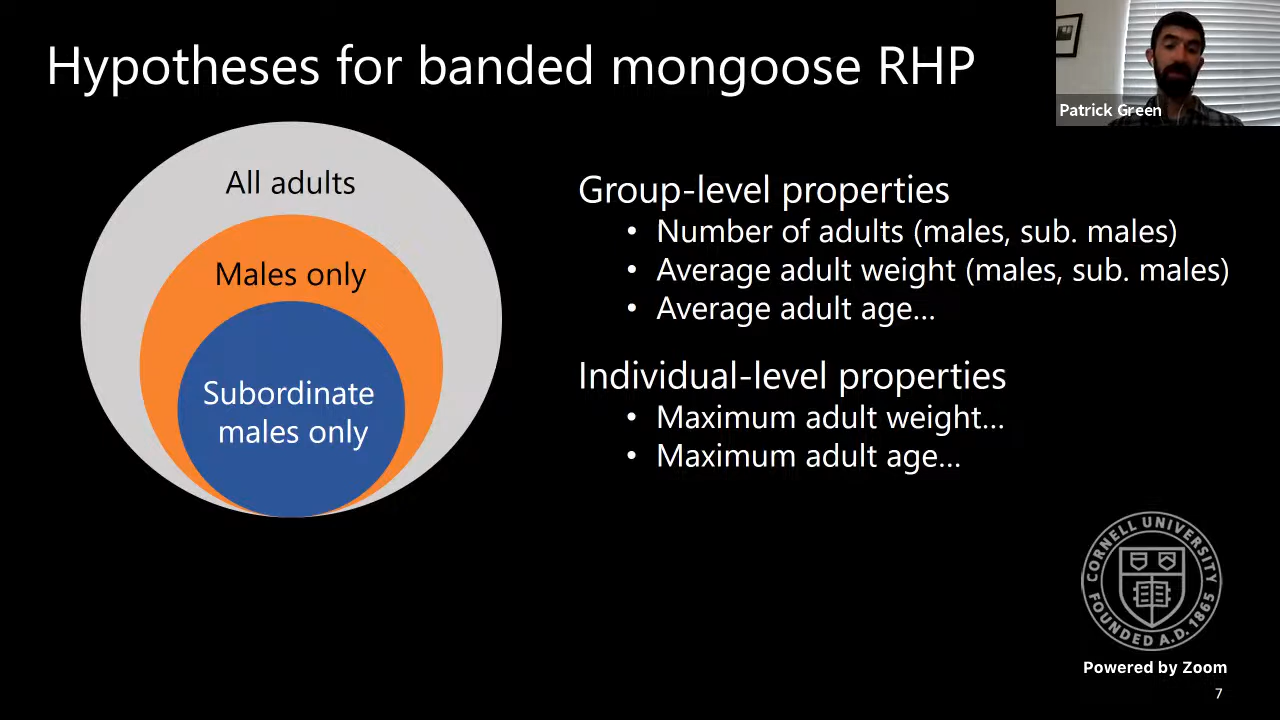 Hypotheses for banded mongoose RHP
Patrick Green
All adults
Males only
Subordinate
males only
Group-level properties
• Number of adults (males, sub. males)
• Average adult weight (males, sub. males)
• Average adult age...
Individual-level properties
• Maximum adult weight...
• Maximum adult age...
CORNELL UNIVERSITY
FOUNDED A.D. 1865
Powered by Zoom
7